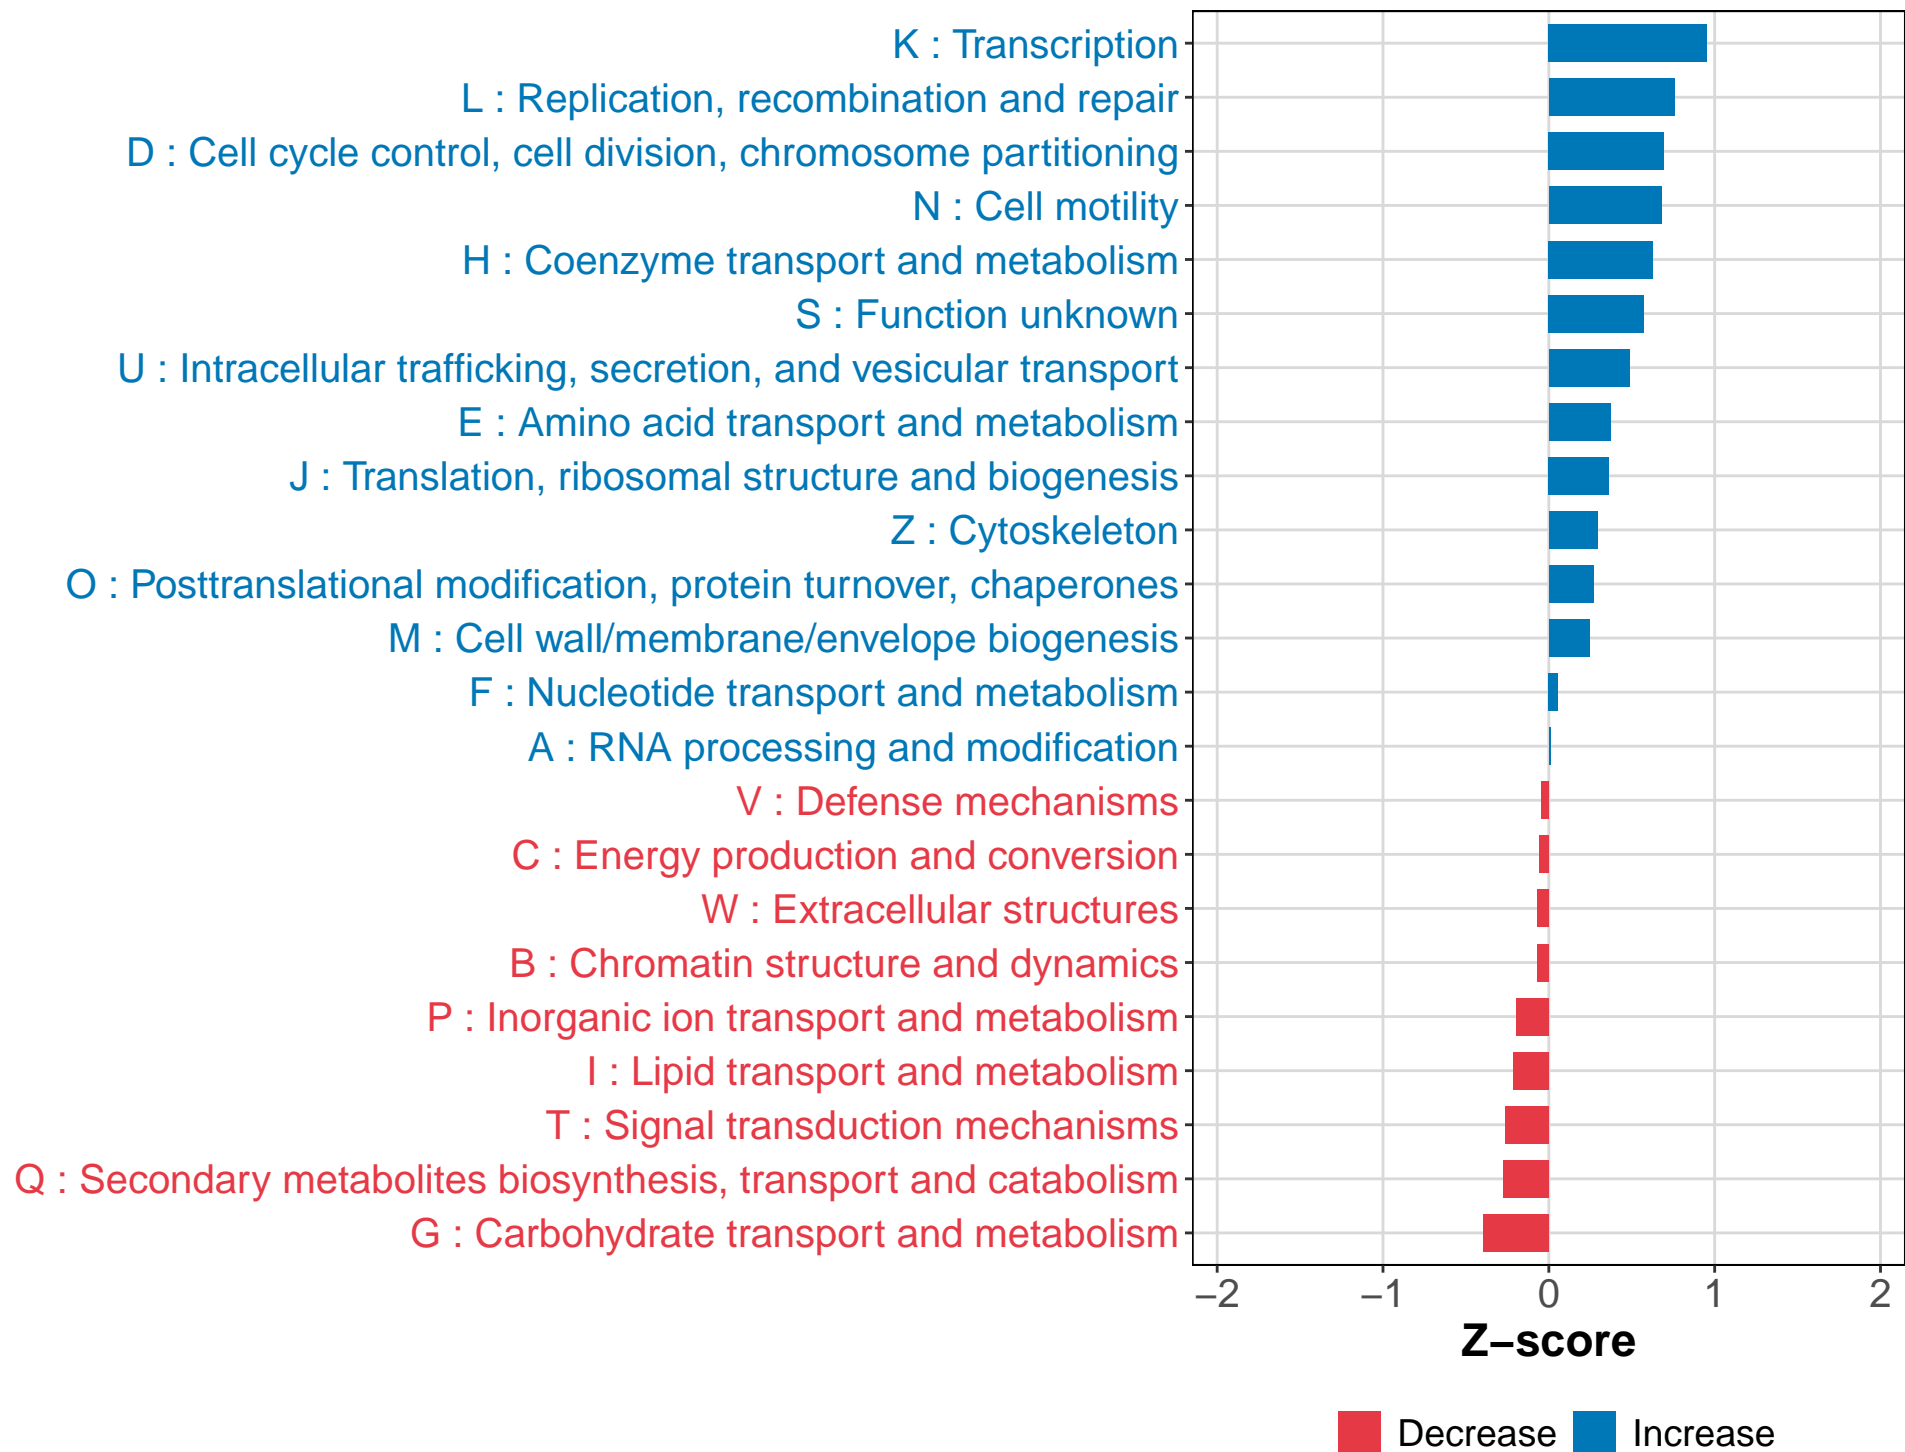 K : Transcription
L : Replication, recombination and repair
D : Cell cycle control, cell division, chromosome partitioning
N : Cell motility
H : Coenzyme transport and metabolism
S : Function unknown
U : Intracellular trafficking, secretion, and vesicular transport
E : Amino acid transport and metabolism
J : Translation, ribosomal structure and biogenesis
Z : Cytoskeleton
O : Posttranslational modification, protein turnover, chaperones
M : Cell wall/membrane/envelope biogenesis
F : Nucleotide transport and metabolism
A : RNA processing and modification
V : Defense mechanisms
C : Energy production and conversion
W : Extracellular structures
B : Chromatin structure and dynamics
P : Inorganic ion transport and metabolism
I : Lipid transport and metabolism
T : Signal transduction mechanisms
Q : Secondary metabolites biosynthesis, transport and catabolism
G : Carbohydrate transport and metabolism
−2 −1 0 1 2
Z−score
Decrease Increase